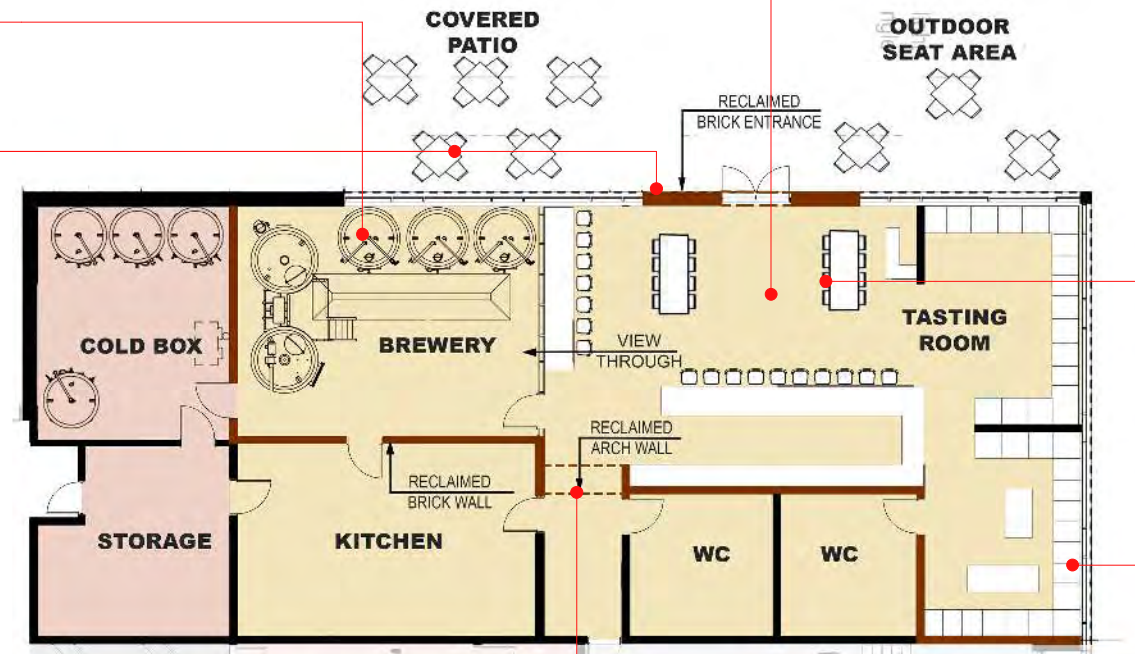 COVERED
PATIO
OUTDOOR
SEAT AREA
RECLAIMED
BRICK ENTRANCE
COLD BOX
BREWERY
VIEW
THROUGH
TASTING
ROOM
RECLAIMED
ARCH WALL
RECLAIMED
BRICK WALL
STORAGE
KITCHEN
WC
WC